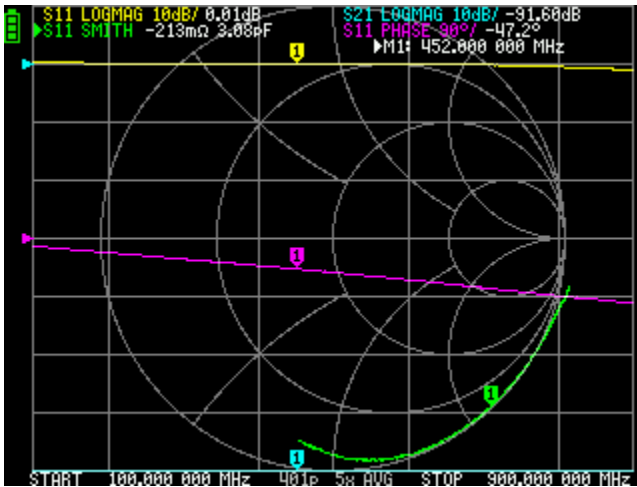 S11 LOGMAG 10dB/ 0.01dB S21 LOGMAG 10dB/ -91.60dB
S11 SMITH -213mΩ 3.08pF S11 PHASE 90°/ -47.2°
M1: 452.000 000 MHz
1
1
1
1
START 100.000 000 MHz 401p 5x AVG STOP 900.000 000 MHz